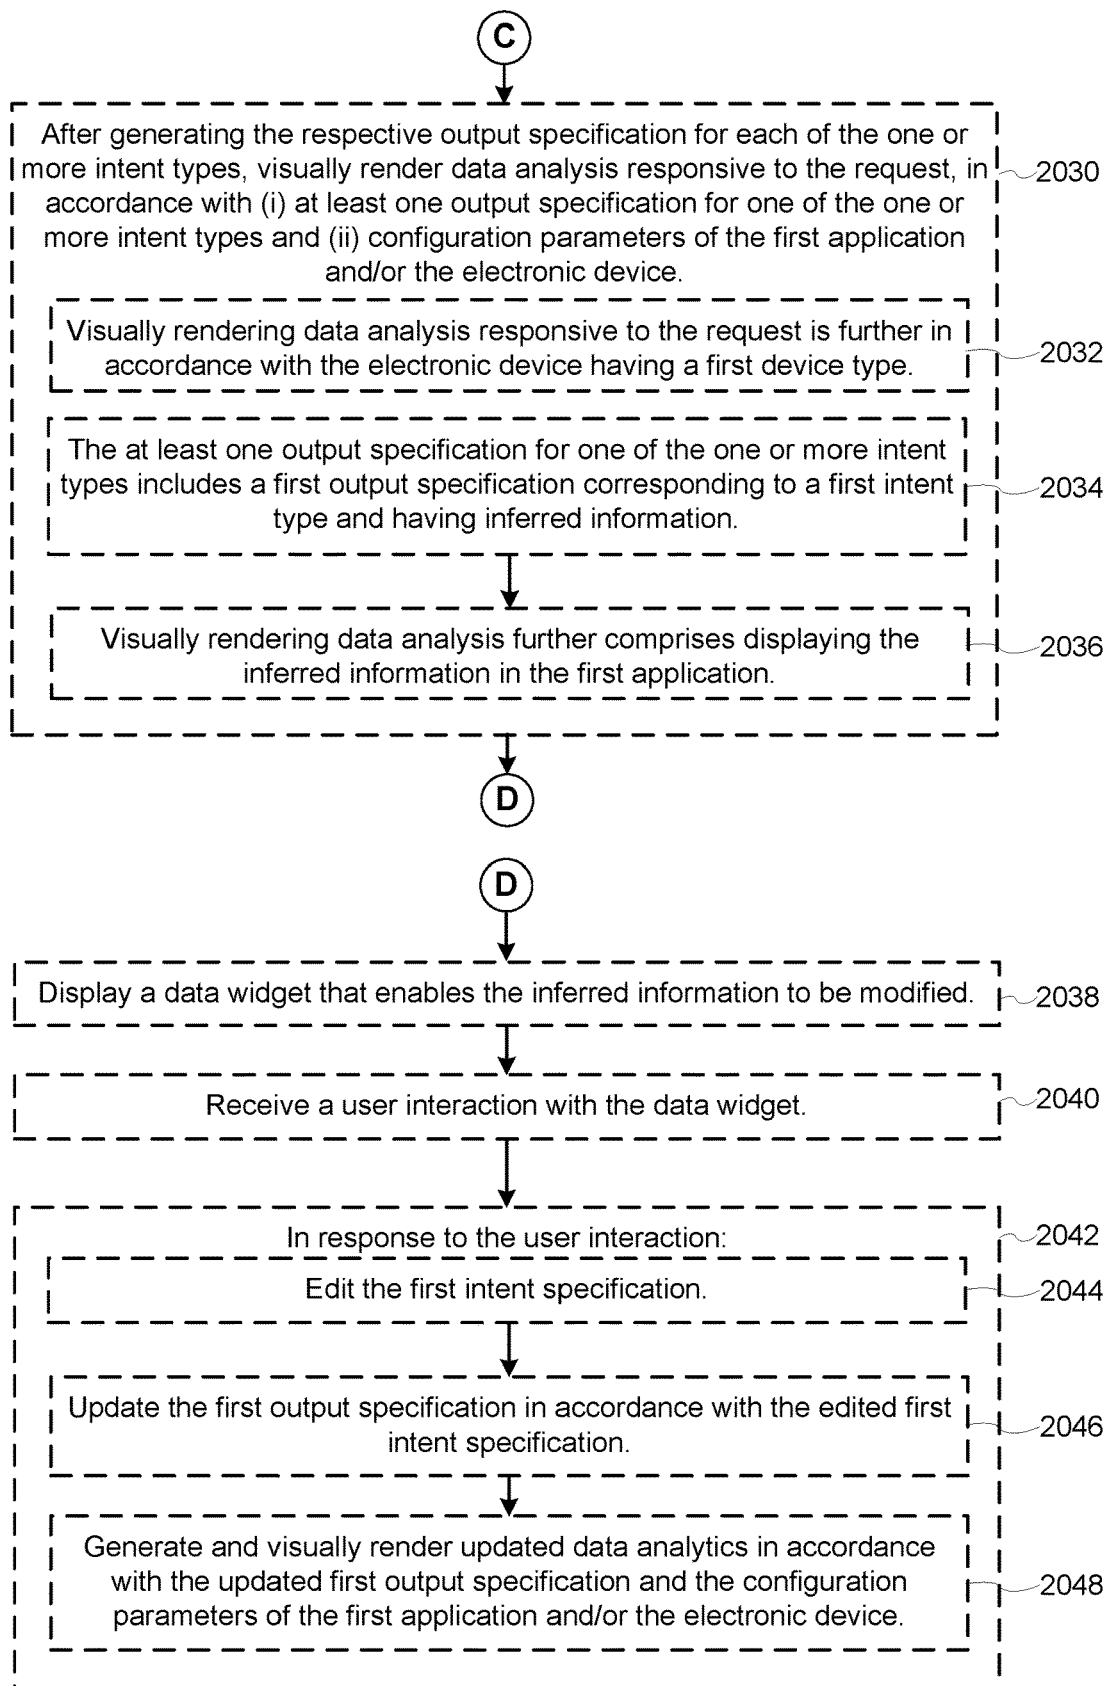 C
After generating the respective output specification for each of the one or
more intent types, visually render data analysis responsive to the request, in
accordance with (i) at least one output specification for one of the one or
more intent types and (ii) configuration parameters of the first application
and/or the electronic device.
2030
Visually rendering data analysis responsive to the request is further in
accordance with the electronic device having a first device type.
2032
The at least one output specification for one of the one or more intent
types includes a first output specification corresponding to a first intent
type and having inferred information.
2034
Visually rendering data analysis further comprises displaying the
inferred information in the first application.
2036
D
D
Display a data widget that enables the inferred information to be modified.
2038
Receive a user interaction with the data widget.
2040
In response to the user interaction:
2042
Edit the first intent specification.
2044
Update the first output specification in accordance with the edited first
intent specification.
2046
Generate and visually render updated data analytics in accordance
with the updated first output specification and the configuration
parameters of the first application and/or the electronic device.
2048